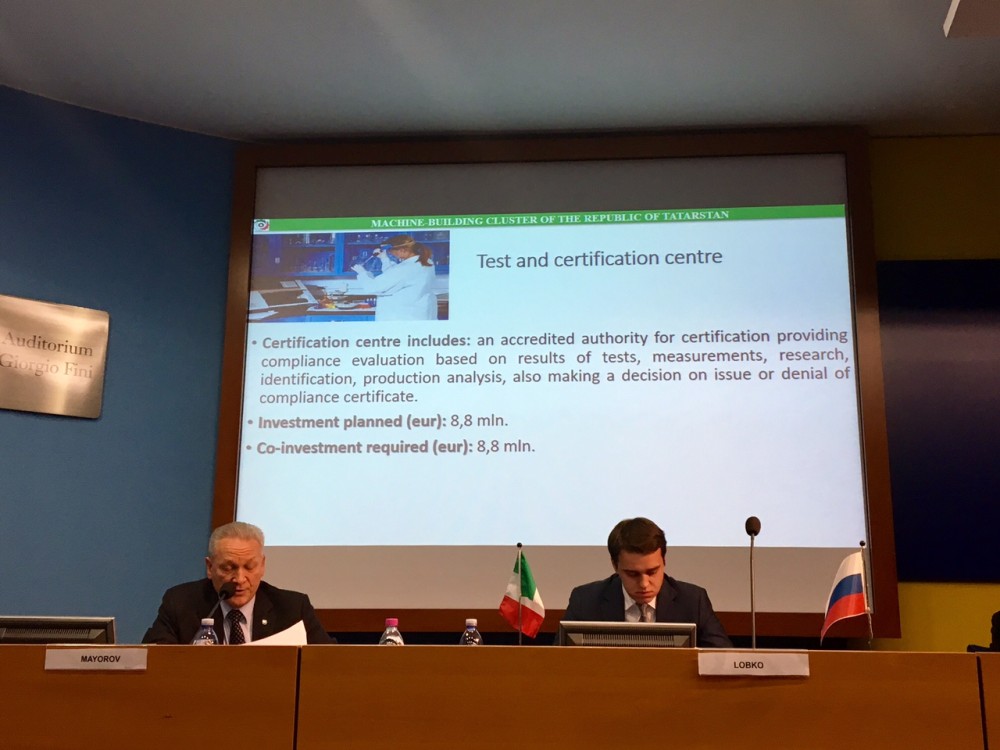 MACHINE-BUILDING CLUSTER OF THE REPUBLIC OF TATARSTAN
Test and certification centre
• Certification centre includes: an accredited authority for certification providing
compliance evaluation based on results of tests, measurements, research,
identification, production analysis, also making a decision on issue or denial of
compliance certificate.
• Investment planned (eur): 8,8 mln.
• Co-investment required (eur): 8,8 mln.
Auditorium
Giorgio Fini
MAYOROV
LOBKO